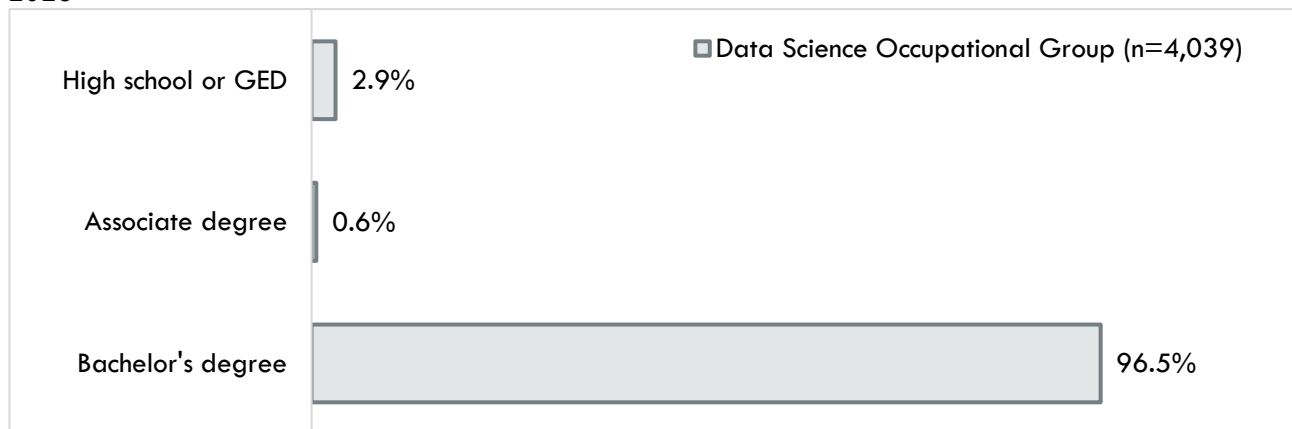 Data Science Occupational Group (n=4,039)
High school or GED 2.9%
Associate degree 0.6%
Bachelor's degree 96.5%